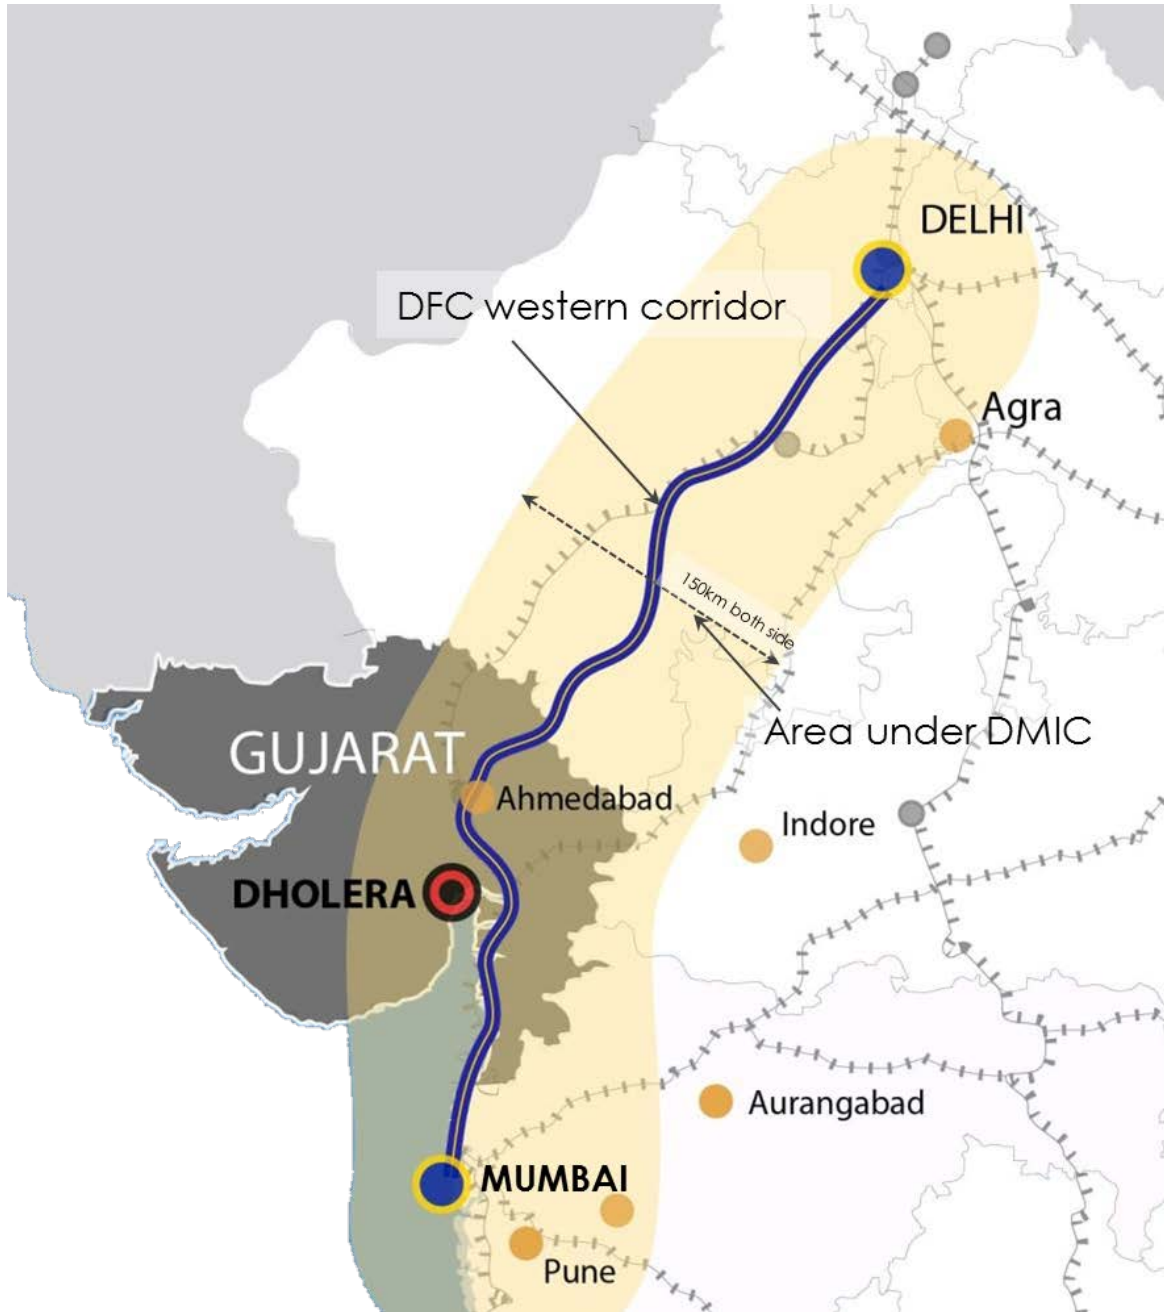 DELHI
DFC western corridor
Agra
150km both side
Area under DMIC
GUJARAT
Ahmedabad
Indore
DHOLERA
Aurangabad
MUMBAI
Pune